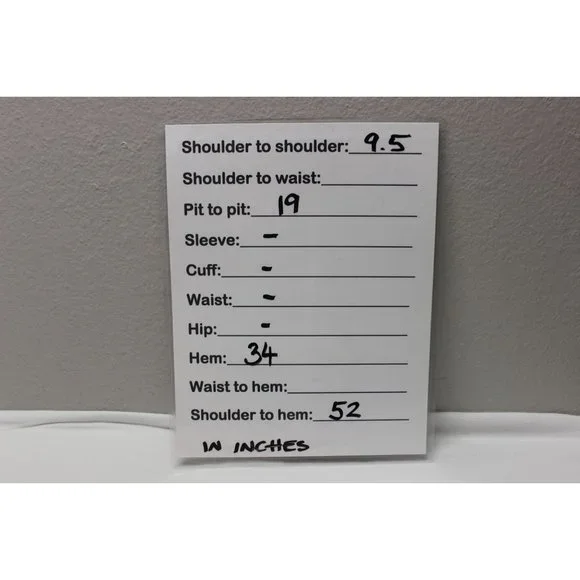 Shoulder to shoulder: 9.5
Shoulder to waist:
Pit to pit: 19
Sleeve: -
Cuff: -
Waist: -
Hip: -
Hem: 34
Waist to hem:
Shoulder to hem: 52
IN INCHES